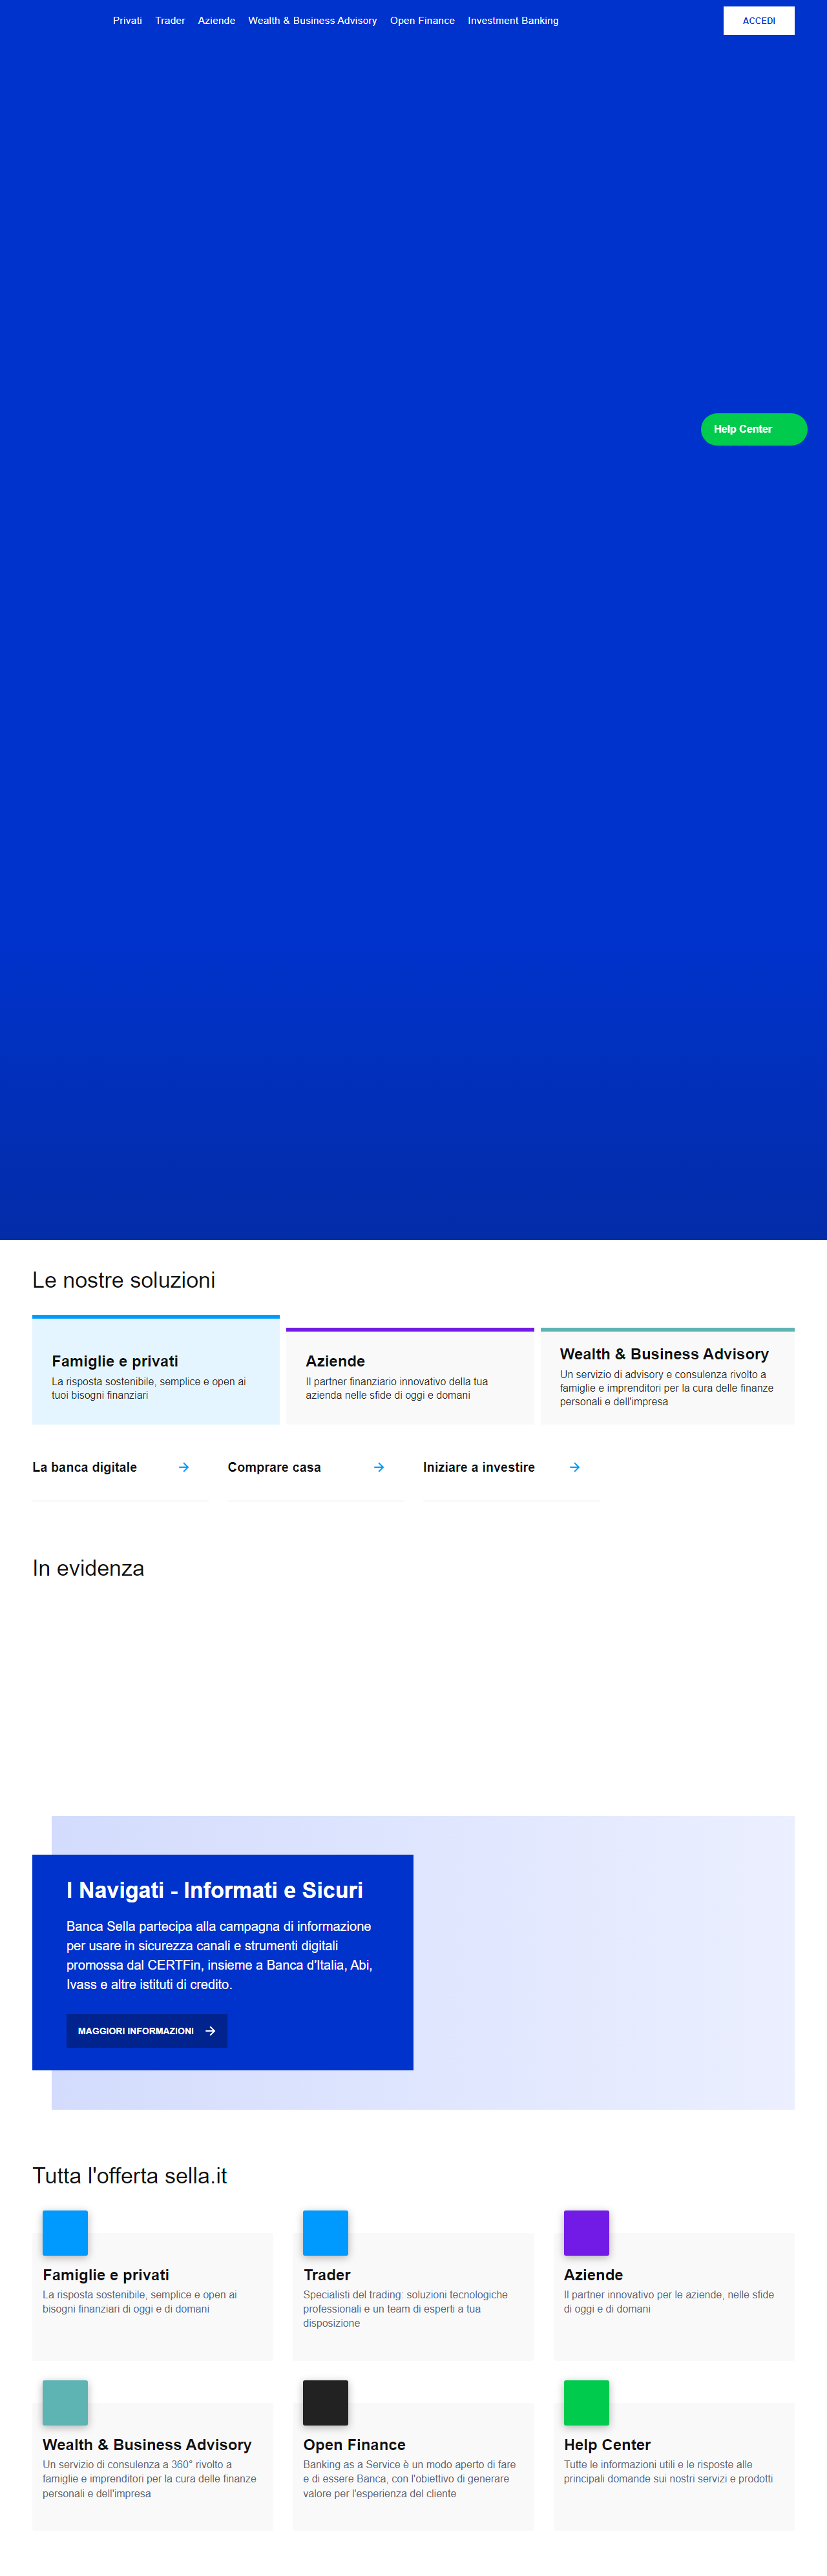 Privati Trader Aziende Wealth & Business Advisory Open Finance Investment Banking ACCEDI
Help Center
Le nostre soluzioni
Famiglie e privati
La risposta sostenibile, semplice e open ai
tuoi bisogni finanziari
Aziende
Il partner finanziario innovativo della tua
azienda nelle sfide di oggi e domani
Wealth & Business Advisory
Un servizio di advisory e consulenza rivolto a
famiglie e imprenditori per la cura delle finanze
personali e dell'impresa
La banca digitale
Comprare casa
Iniziare a investire
In evidenza
I Navigati - Informati e Sicuri
Banca Sella partecipa alla campagna di informazione
per usare in sicurezza canali e strumenti digitali
promossa dal CERTFin, insieme a Banca d'Italia, Abi,
Ivass e altre istituti di credito.
MAGGIORI INFORMAZIONI
Tutta l'offerta sella.it
Famiglie e privati
La risposta sostenibile, semplice e open ai
bisogni finanziari di oggi e di domani
Trader
Specialisti del trading: soluzioni tecnologiche
professionali e un team di esperti a tua
disposizione
Aziende
Il partner innovativo per le aziende, nelle sfide
di oggi e di domani
Wealth & Business Advisory
Un servizio di consulenza a 360° rivolto a
famiglie e imprenditori per la cura delle finanze
personali e dell'impresa
Open Finance
Banking as a Service è un modo aperto di fare
e di essere Banca, con l'obiettivo di generare
valore per l'esperienza del cliente
Help Center
Tutte le informazioni utili e le risposte alle
principali domande sui nostri servizi e prodotti